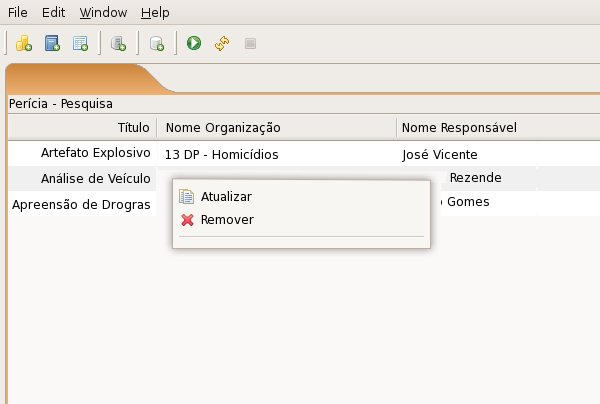 File Edit Window Help
Perícia - Pesquisa
Título Nome Organização Nome Responsável
Artefato Explosivo 13 DP - Homicídios José Vicente
Análise de Veículo Rezende
Apreensão de Drogras Gomes
Atualizar
Remover